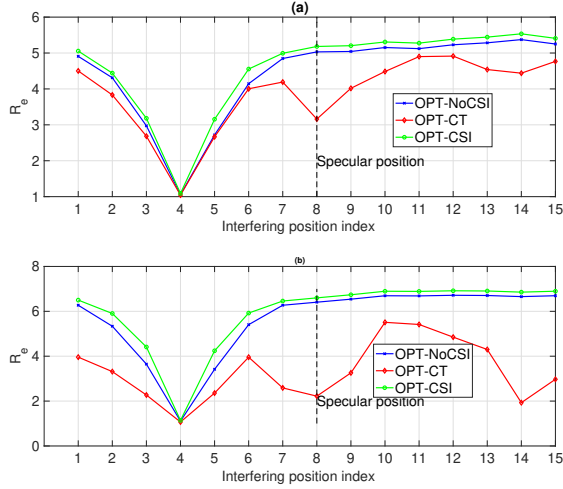 (a)
6
5
4
3
2
1
R_e
OPT-NoCSI
OPT-CT
OPT-CSI
Specular position
1 2 3 4 5 6 7 8 9 10 11 12 13 14 15
Interfering position index
(b)
8
6
4
2
0
R_e
OPT-NoCSI
OPT-CT
OPT-CSI
Specular position
1 2 3 4 5 6 7 8 9 10 11 12 13 14 15
Interfering position index